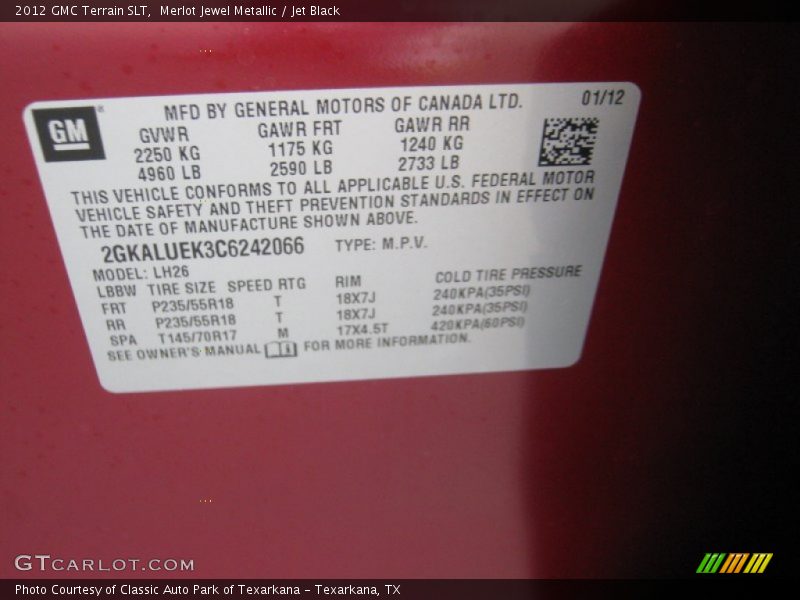 2012 GMC Terrain SLT, Merlot Jewel Metallic / Jet Black
GM
MFD BY GENERAL MOTORS OF CANADA LTD. 01/12
GVWR GAWR FRT GAWR RR
2250 KG 1175 KG 1240 KG
4960 LB 2590 LB 2733 LB
THIS VEHICLE CONFORMS TO ALL APPLICABLE U.S. FEDERAL MOTOR
VEHICLE SAFETY AND THEFT PREVENTION STANDARDS IN EFFECT ON
THE DATE OF MANUFACTURE SHOWN ABOVE.
2GKALUEK3C6242066 TYPE: M.P.V.
MODEL: LH26
LBBW TIRE SIZE SPEED RTG RIM COLD TIRE PRESSURE
FRT P235/55R18 T 18X7J 240KPA(35PSI)
RR P235/55R18 T 18X7J 240KPA(35PSI)
SPA T145/70R17 M 17X4.5T 420KPA(60PSI)
SEE OWNER'S MANUAL FOR MORE INFORMATION.
GTCARLOT.COM
Photo Courtesy of Classic Auto Park of Texarkana - Texarkana, TX